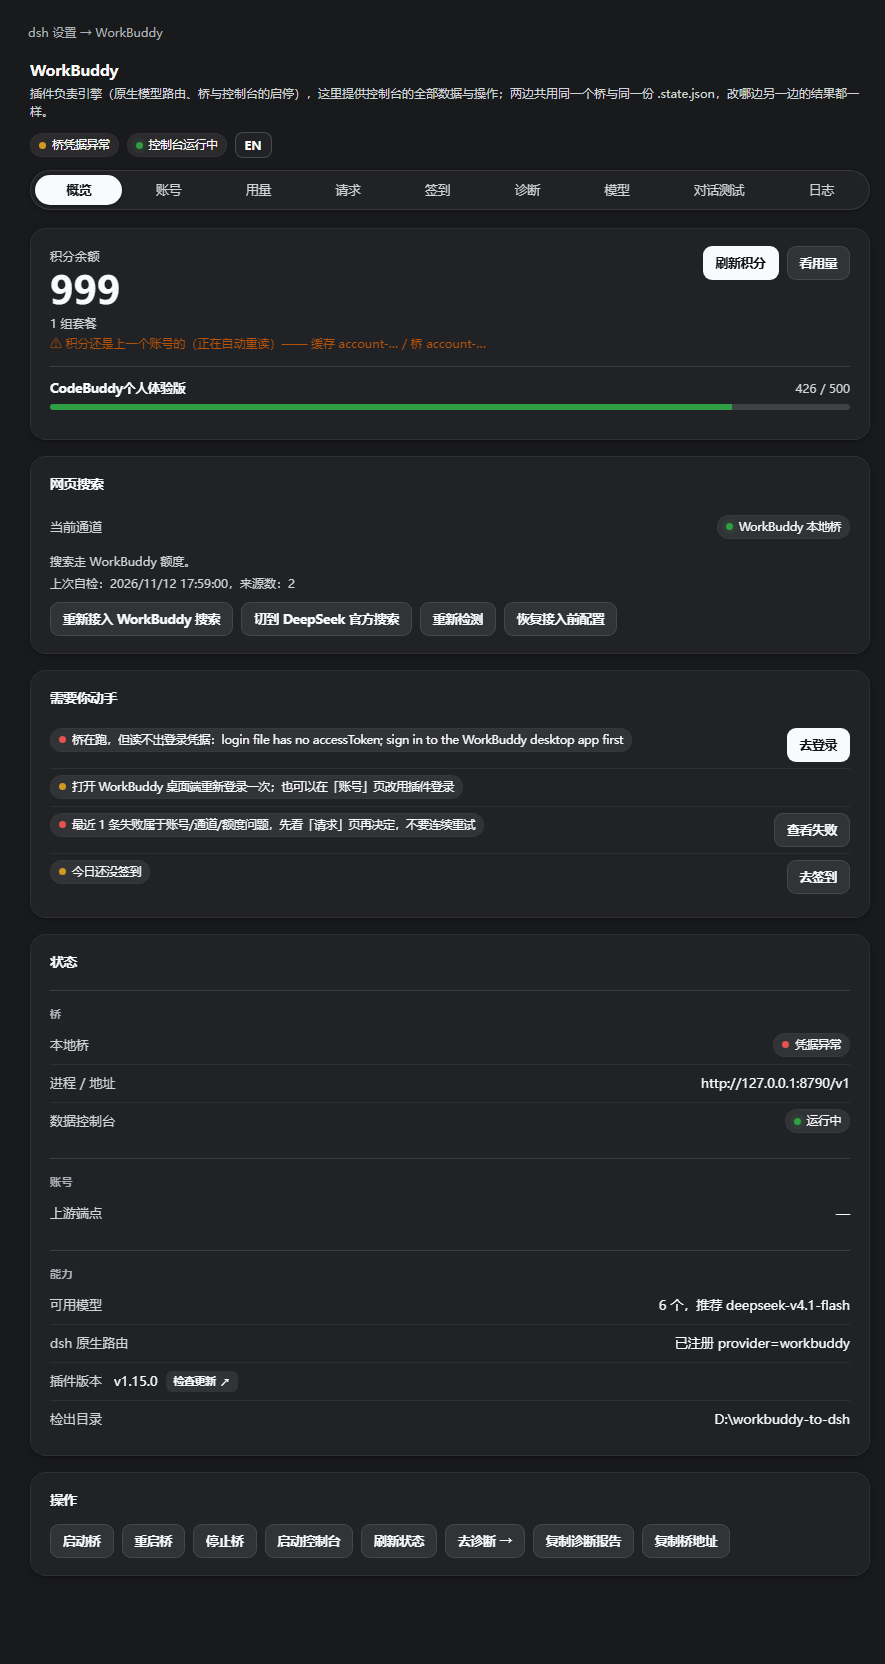 dsh 设置 → WorkBuddy
WorkBuddy
插件负责引擎（原生模型路由、桥与控制台的启停），这里提供控制台的全部数据与操作；两边共用同一个桥与同一份 .state.json，改哪边另一边的结果都一
样。
桥凭据异常 控制台运行中 EN
概览 账号 用量 请求 签到 诊断 模型 对话测试 日志
积分余额 刷新积分 看用量
999
1 组套餐
⚠ 积分还是上一个账号的（正在自动重读）—— 缓存 account-... / 桥 account-...
CodeBuddy个人体验版 426 / 500
网页搜索
当前通道 WorkBuddy 本地桥
搜索走 WorkBuddy 额度。
上次自检：2026/11/12 17:59:00，来源数：2
重新接入 WorkBuddy 搜索 切到 DeepSeek 官方搜索 重新检测 恢复接入前配置
需要你动手
桥在跑，但读不出登录凭据：login file has no accessToken; sign in to the WorkBuddy desktop app first 去登录
打开 WorkBuddy 桌面端重新登录一次；也可以在「账号」页改用插件登录
最近 1 条失败属于账号/通道/额度问题，先看「请求」页再决定，不要连续重试 查看失败
今日还没签到 去签到
状态
桥
本地桥 凭据异常
进程 / 地址 http://127.0.0.1:8790/v1
数据控制台 运行中
账号
上游端点 —
能力
可用模型 6 个，推荐 deepseek-v4.1-flash
dsh 原生路由 已注册 provider=workbuddy
插件版本 v1.15.0 检查更新 ↗
检出目录 D:\workbuddy-to-dsh
操作
启动桥 重启桥 停止桥 启动控制台 刷新状态 去诊断 → 复制诊断报告 复制桥地址